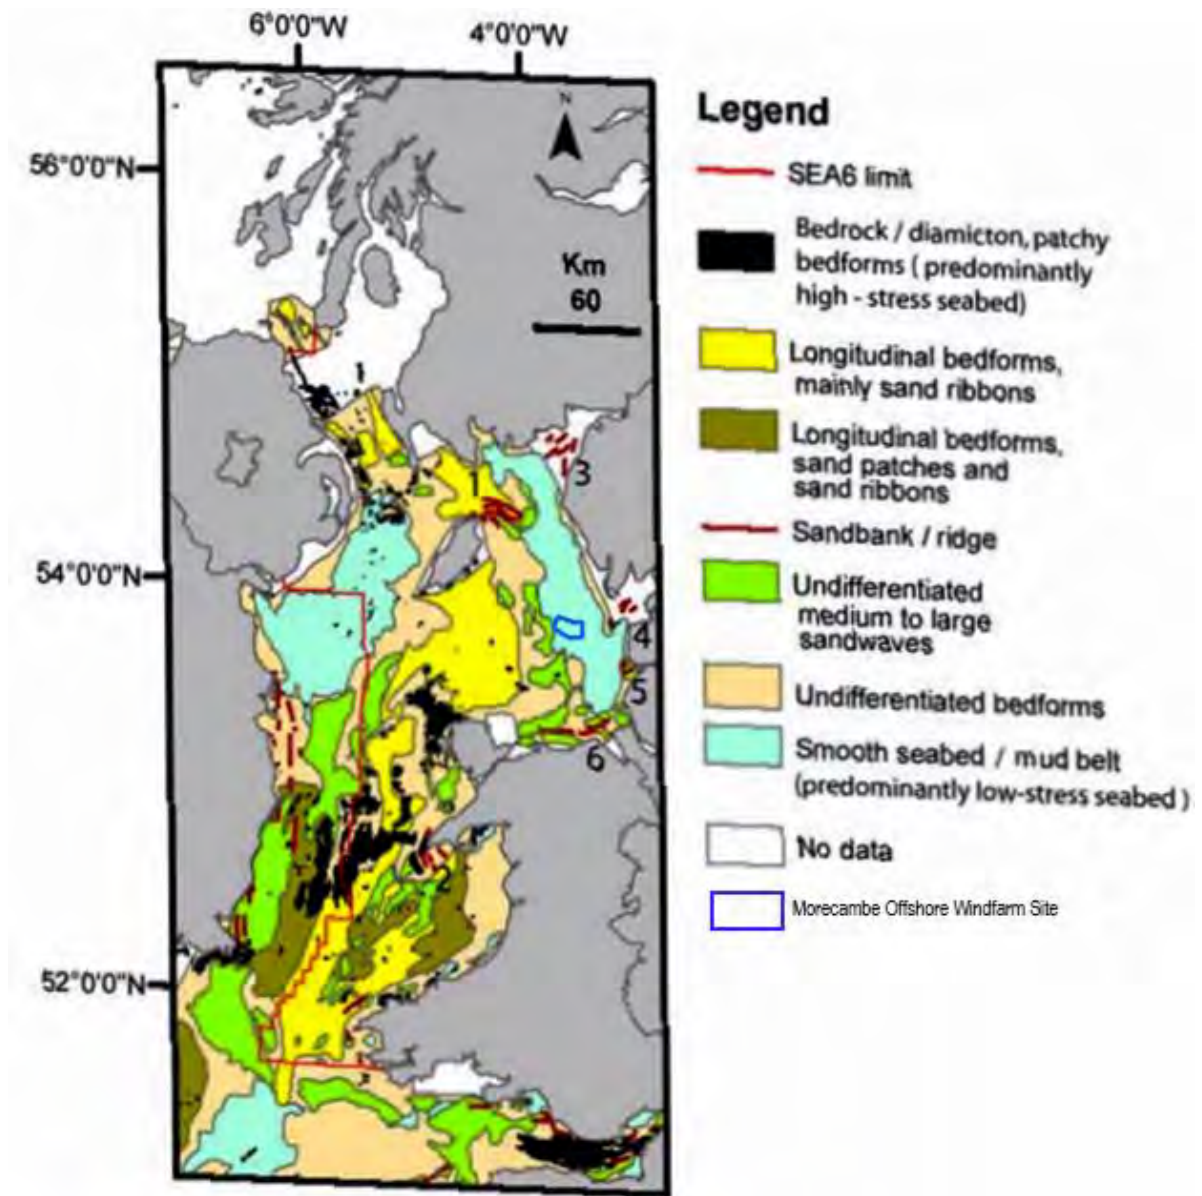 6°0'0"W
4°0'0"W
N
56°0'0"N
Km
60
1
1
3
54°0'0"N
4
5
6
2
52°0'0"N
Legend
SEA6 limit
Bedrock / diamicton, patchy
bedforms ( predominantly
high - stress seabed)
Longitudinal bedforms,
mainly sand ribbons
Longitudinal bedforms,
sand patches and
sand ribbons
Sandbank / ridge
Undifferentiated
medium to large
sandwaves
Undifferentiated bedforms
Smooth seabed / mud belt
(predominantly low-stress seabed )
No data
Morecambe Offshore Windfarm Site